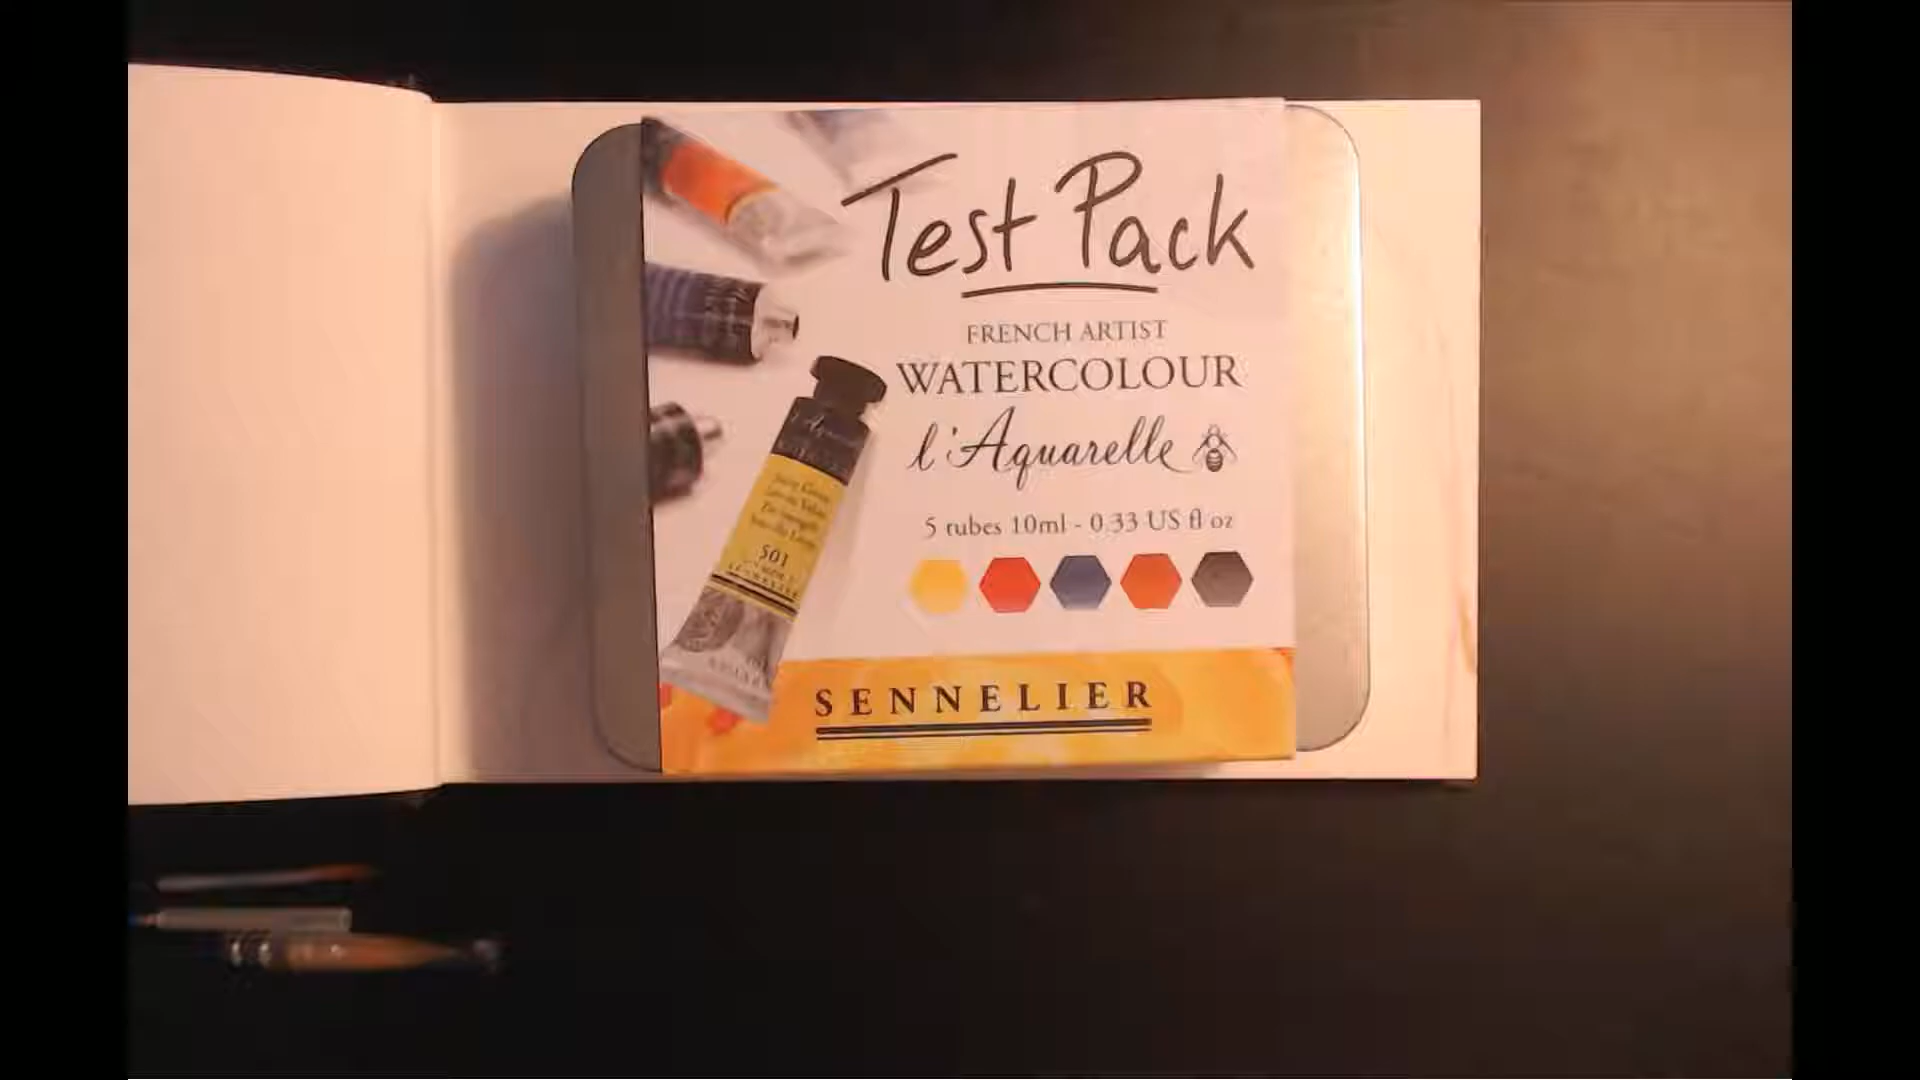 Test Pack
FRENCH ARTIST
WATERCOLOUR
l'Aquarelle
5 tubes 10ml - 0.33 US fl oz
501
SENNELIER